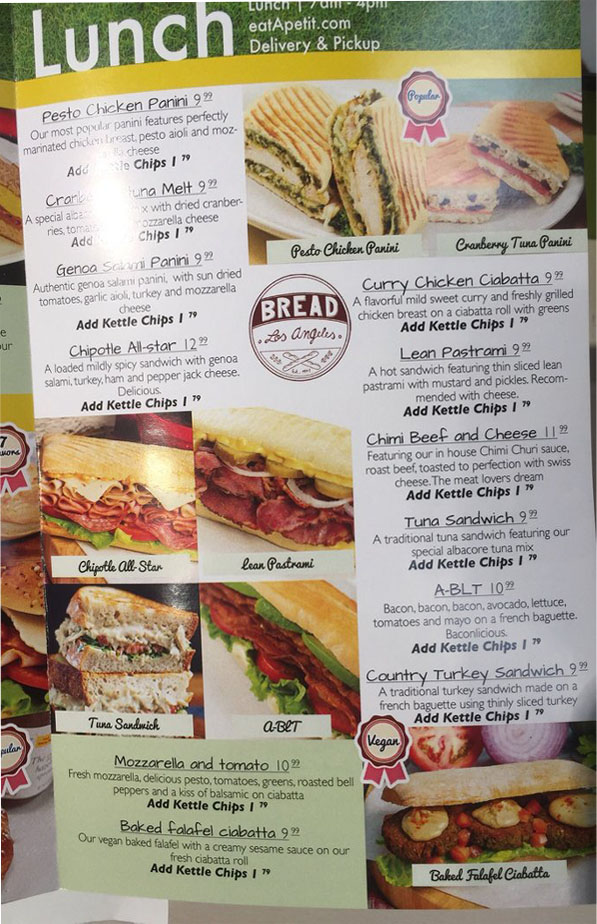 Lunch
Lunch | 7am - 4pm
eatApetit.com
Delivery & Pickup
Pesto Chicken Panini 9 99
Our most popular panini features perfectly
marinated chicken breast, pesto aioli and moz-
cheese
Add Chips 1 79
Popular
Pesto Chicken Panini
Cranberry Tuna Panini
Tuna Melt 9 99
A special with dried cranber-
ries, mozzarella cheese
Add Chips 1 79
Genoa Salami Panini 9 99
Authentic genoa salami panini, with sun dried
tomatoes, garlic aioli, turkey and mozzarella
cheese
Add Kettle Chips 1 79
Chipotle All-star 12 99
A loaded mildly spicy sandwich with genoa
salami, turkey, ham and pepper jack cheese.
Delicious.
Add Kettle Chips 1 79
BREAD
Los Angeles
Curry Chicken Ciabatta 9 99
A flavorful mild sweet curry and freshly grilled
chicken breast on a ciabatta roll with greens
Add Kettle Chips 1 79
Lean Pastrami 9 99
A hot sandwich featuring thin sliced lean
pastrami with mustard and pickles. Recom-
mended with cheese.
Add Kettle Chips 1 79
Chimi Beef and Cheese 11 99
Featuring our in house Chimi Churi sauce,
roast beef, toasted to perfection with swiss
cheese. The meat lovers dream
Add Kettle Chips 1 79
Tuna Sandwich 9 99
A traditional tuna sandwich featuring our
special albacore tuna mix
Add Kettle Chips 1 79
A-BLT 10 99
Bacon, bacon, bacon, avocado, lettuce,
tomatoes and mayo on a french baguette.
Baconlicious.
Add Kettle Chips 1 79
Country Turkey Sandwich 9 99
A traditional turkey sandwich made on a
french baguette using thinly sliced turkey
Add Kettle Chips 1 79
Chipotle All-Star
Lean Pastrami
Tuna Sandwich
A-BLT
Mozzarella and tomato 10 99
Fresh mozzarella, delicious pesto, tomatoes, greens, roasted bell
peppers and a kiss of balsamic on ciabatta
Add Kettle Chips 1 79
Baked falafel ciabatta 9 99
Our vegan baked falafel with a creamy sesame sauce on our
fresh ciabatta roll
Add Kettle Chips 1 79
Vegan
Baked Falafel Ciabatta